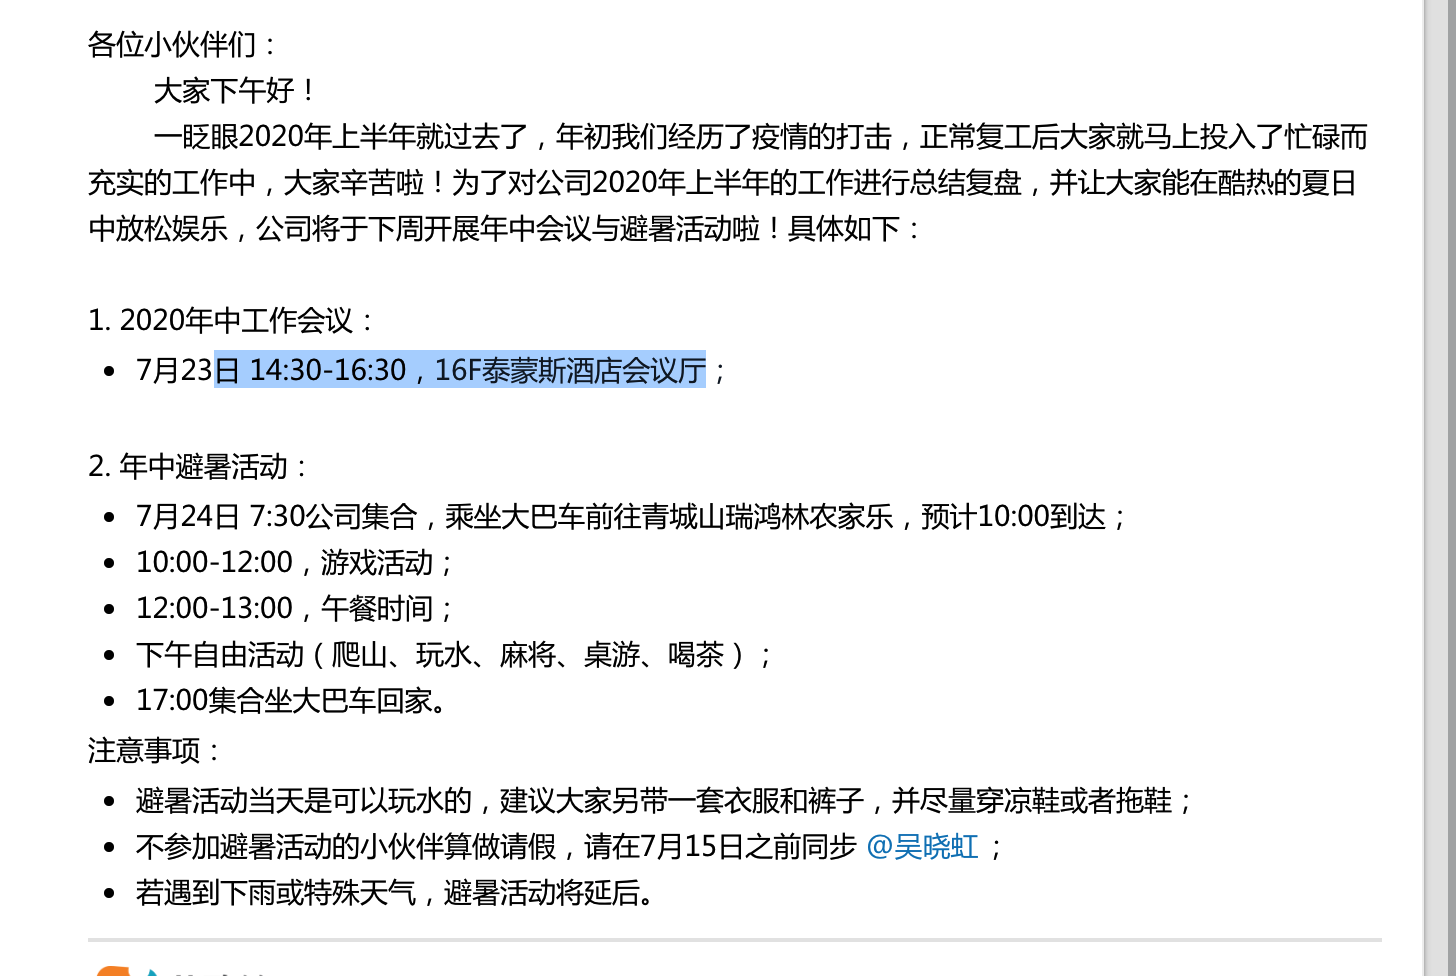 各位小伙伴们：
大家下午好！
一眨眼2020年上半年就过去了，年初我们经历了疫情的打击，正常复工后大家就马上投入了忙碌而
充实的工作中，大家辛苦啦！为了对公司2020年上半年的工作进行总结复盘，并让大家能在酷热的夏日
中放松娱乐，公司将于下周开展年中会议与避暑活动啦！具体如下：
1. 2020年中工作会议：
• 7月23日 14:30-16:30，16F泰蒙斯酒店会议厅；
2. 年中避暑活动：
• 7月24日 7:30公司集合，乘坐大巴车前往青城山瑞鸿林农家乐，预计10:00到达；
• 10:00-12:00，游戏活动；
• 12:00-13:00，午餐时间；
• 下午自由活动（爬山、玩水、麻将、桌游、喝茶）；
• 17:00集合坐大巴车回家。
注意事项：
• 避暑活动当天是可以玩水的，建议大家另带一套衣服和裤子，并尽量穿凉鞋或者拖鞋；
• 不参加避暑活动的小伙伴算做请假，请在7月15日之前同步 @吴晓虹 ；
• 若遇到下雨或特殊天气，避暑活动将延后。